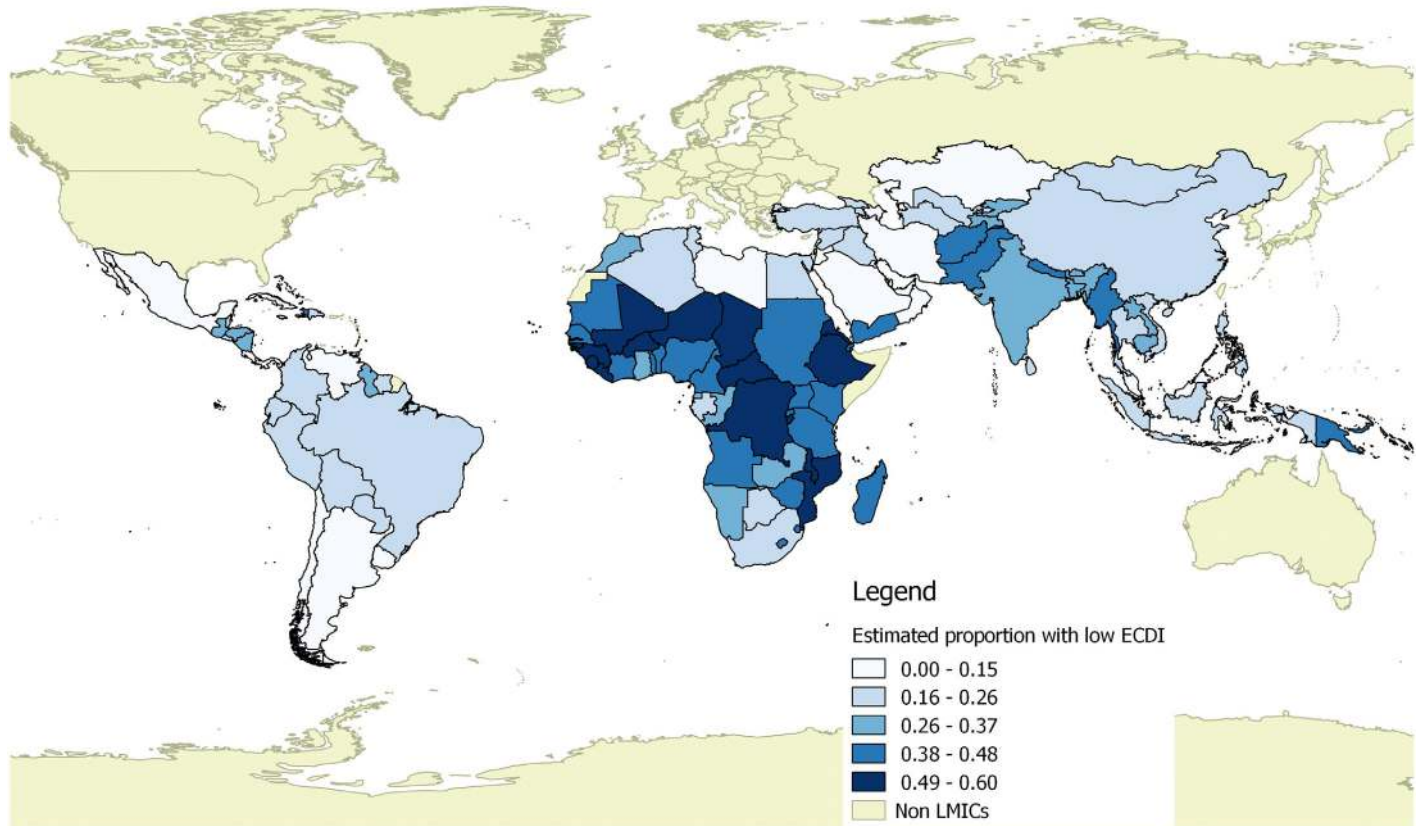 Legend
Estimated proportion with low ECDI
0.00 - 0.15
0.16 - 0.26
0.26 - 0.37
0.38 - 0.48
0.49 - 0.60
Non LMICs